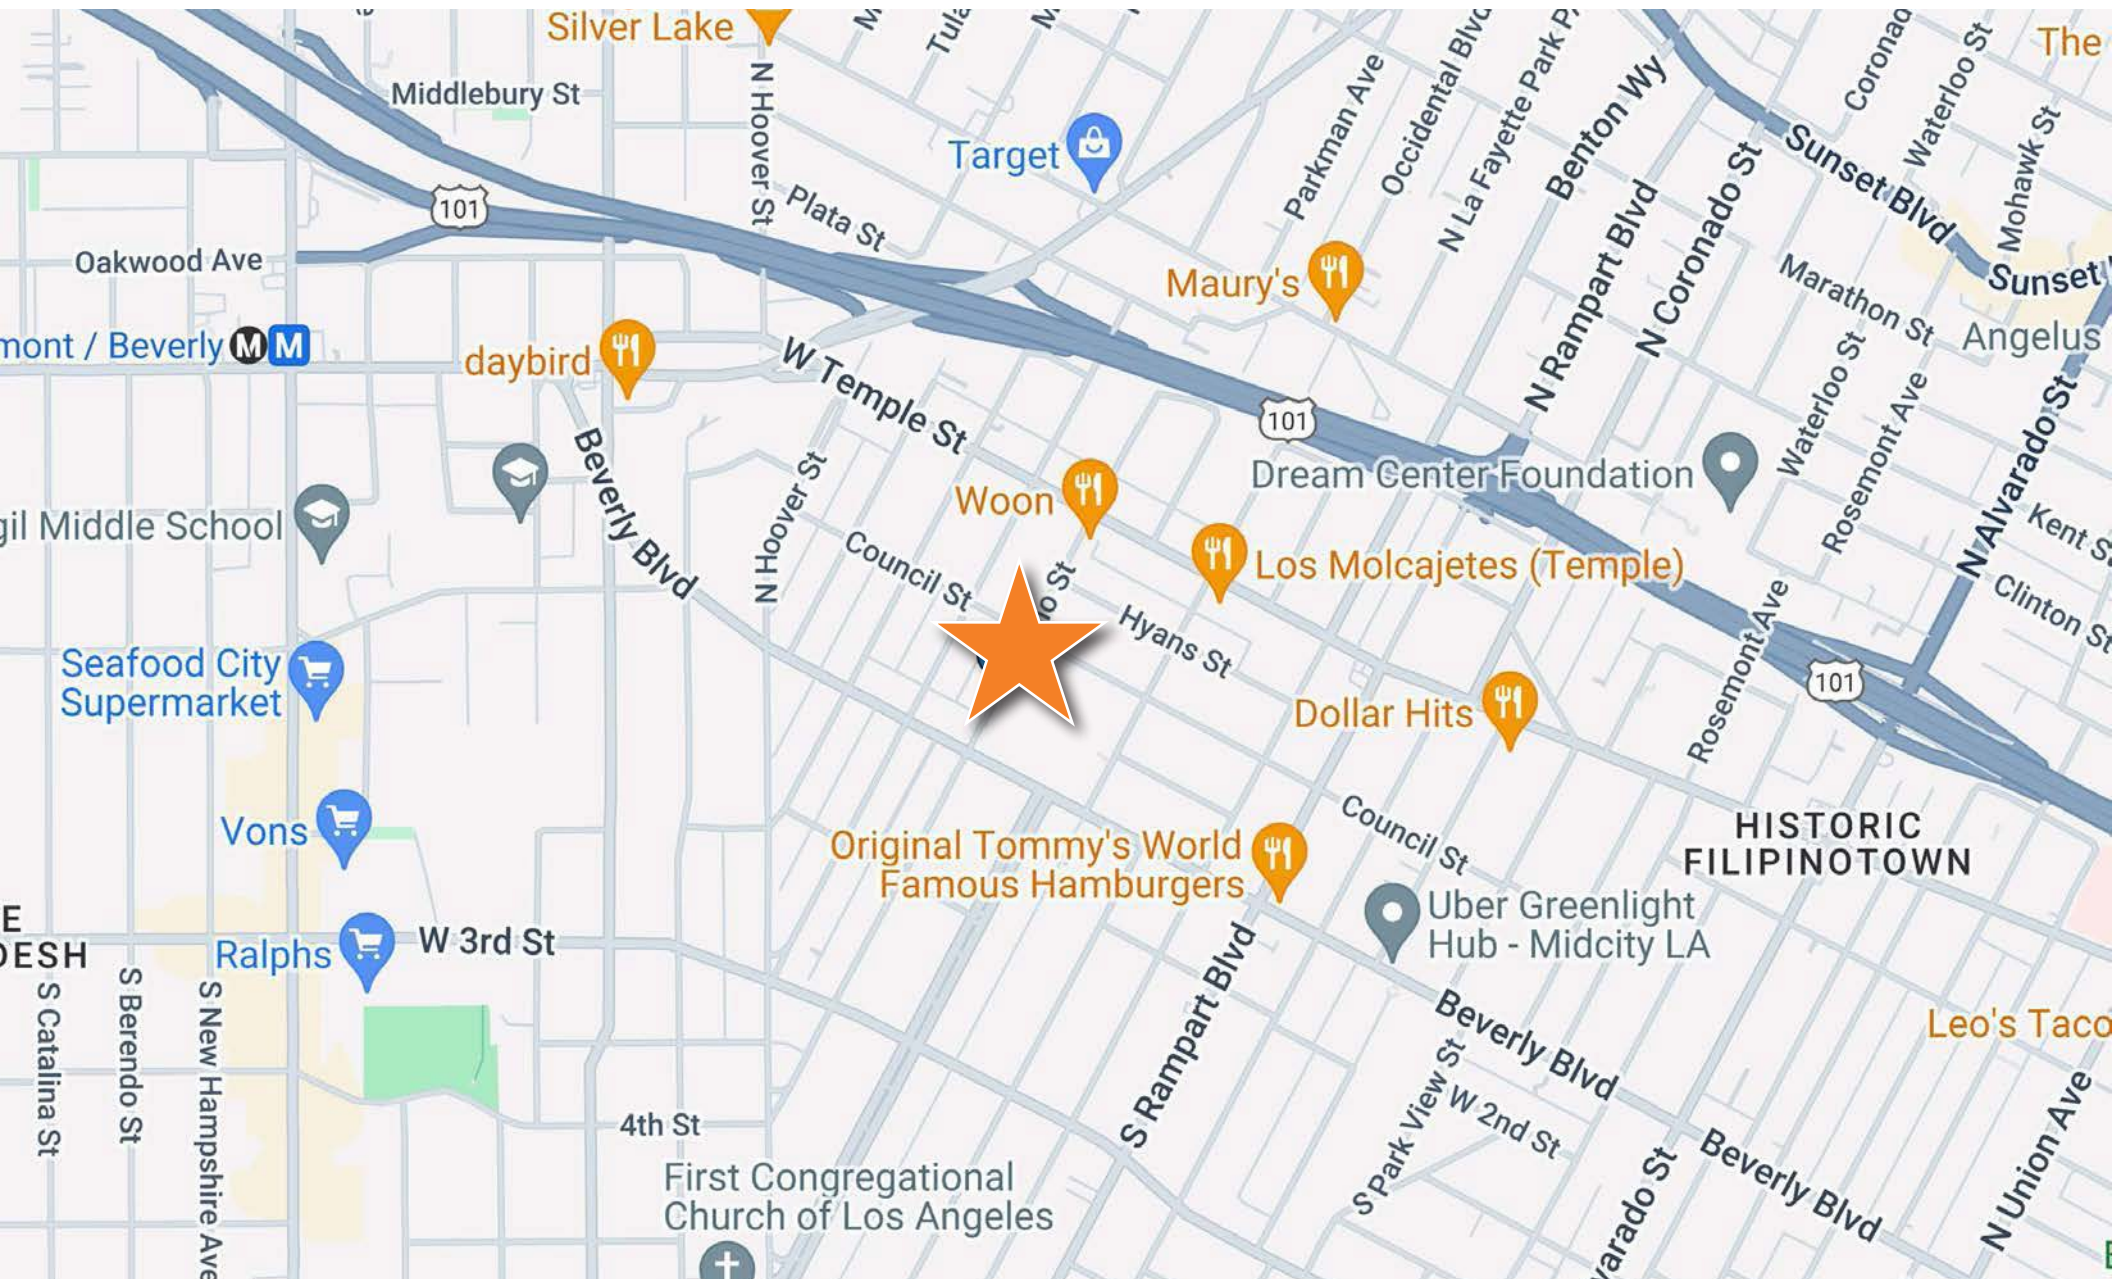 Silver Lake
The
Middlebury St
N Hoover St
Parkman Ave
Occidental Blvd
N La Fayette Park Pl
Benton Wy
Coronad
Waterloo St
Mohawk St
Target
Plata St
Sunset Blvd
101
Oakwood Ave
Maury's
N Rampart Blvd
N Coronado St
Marathon St
Sunset
Angelus
mont / Beverly M M
daybird
W Temple St
101
Waterloo St
Rosemont Ave
N Alvarado St
Beverly Blvd
Dream Center Foundation
Woon
gil Middle School
N Hoover St
Council St
Los Molcajetes (Temple)
Kent S
Clinton St
Hyans St
Rosemont Ave
Seafood City
Supermarket
101
Dollar Hits
Vons
Original Tommy's World
Famous Hamburgers
Council St
HISTORIC
FILIPINOTOWN
E
DESH
Ralphs
W 3rd St
Uber Greenlight
Hub - Midcity LA
S Catalina St
S Berendo St
S New Hampshire Ave
S Rampart Blvd
Beverly Blvd
Leo's Taco
4th St
S Park View St
W 2nd St
Beverly Blvd
N Union Ave
varado St
First Congregational
Church of Los Angeles